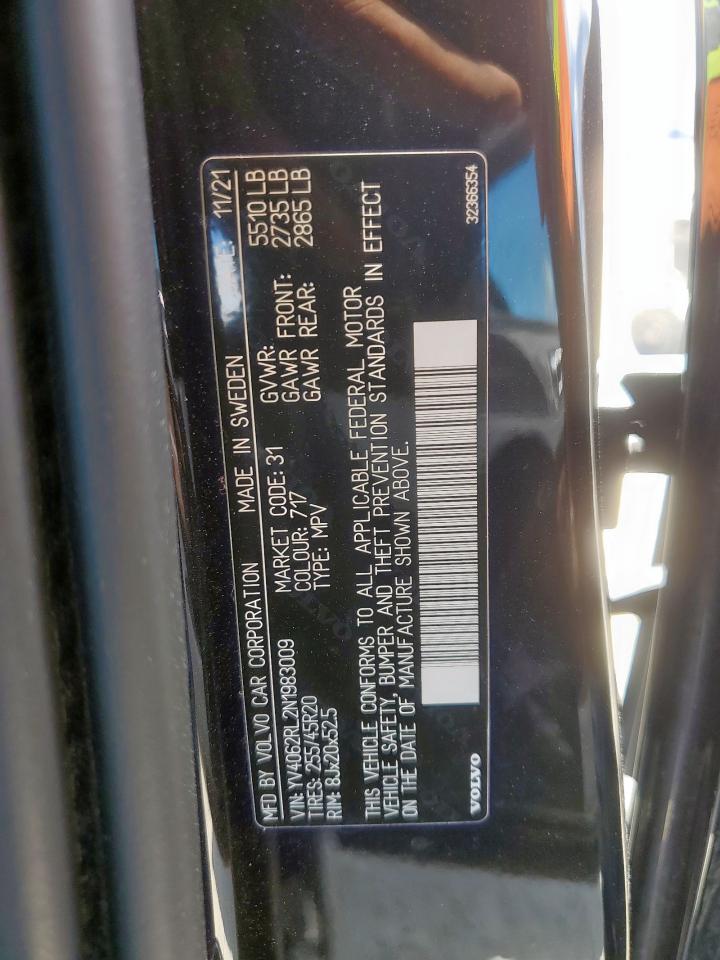 MFD BY VOLVO CAR CORPORATION MADE IN SWEDEN 11/21
VIN: YV4062RL2N1983009 MARKET CODE: 31 GVWR: 5510 LB
TIRES: 255/45R20 COLOUR: 717 GAWR FRONT: 2735 LB
RIM: 8Jx20x52.5 TYPE: MPV GAWR REAR: 2865 LB
THIS VEHICLE CONFORMS TO ALL APPLICABLE FEDERAL MOTOR
VEHICLE SAFETY, BUMPER AND THEFT PREVENTION STANDARDS IN EFFECT
ON THE DATE OF MANUFACTURE SHOWN ABOVE.
VOLVO 32366354